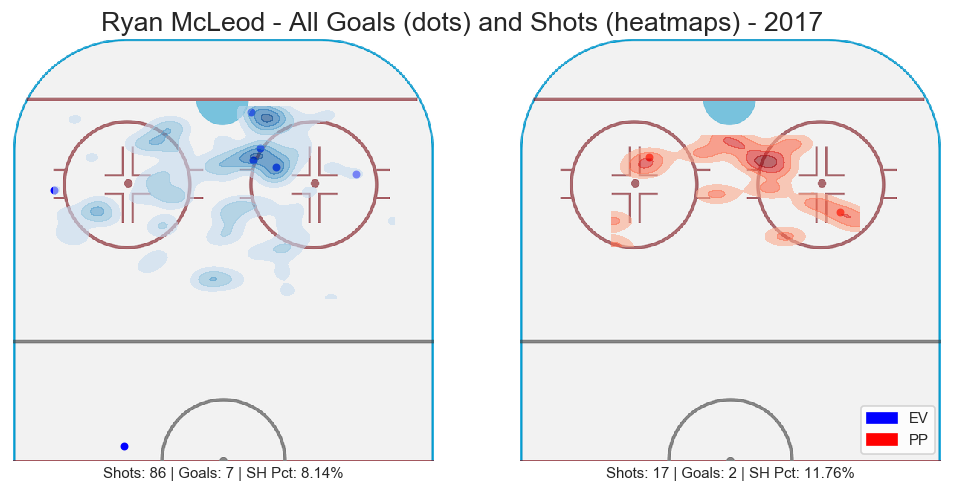 Ryan McLeod - All Goals (dots) and Shots (heatmaps) - 2017
EV
PP
Shots: 86 | Goals: 7 | SH Pct: 8.14%
Shots: 17 | Goals: 2 | SH Pct: 11.76%